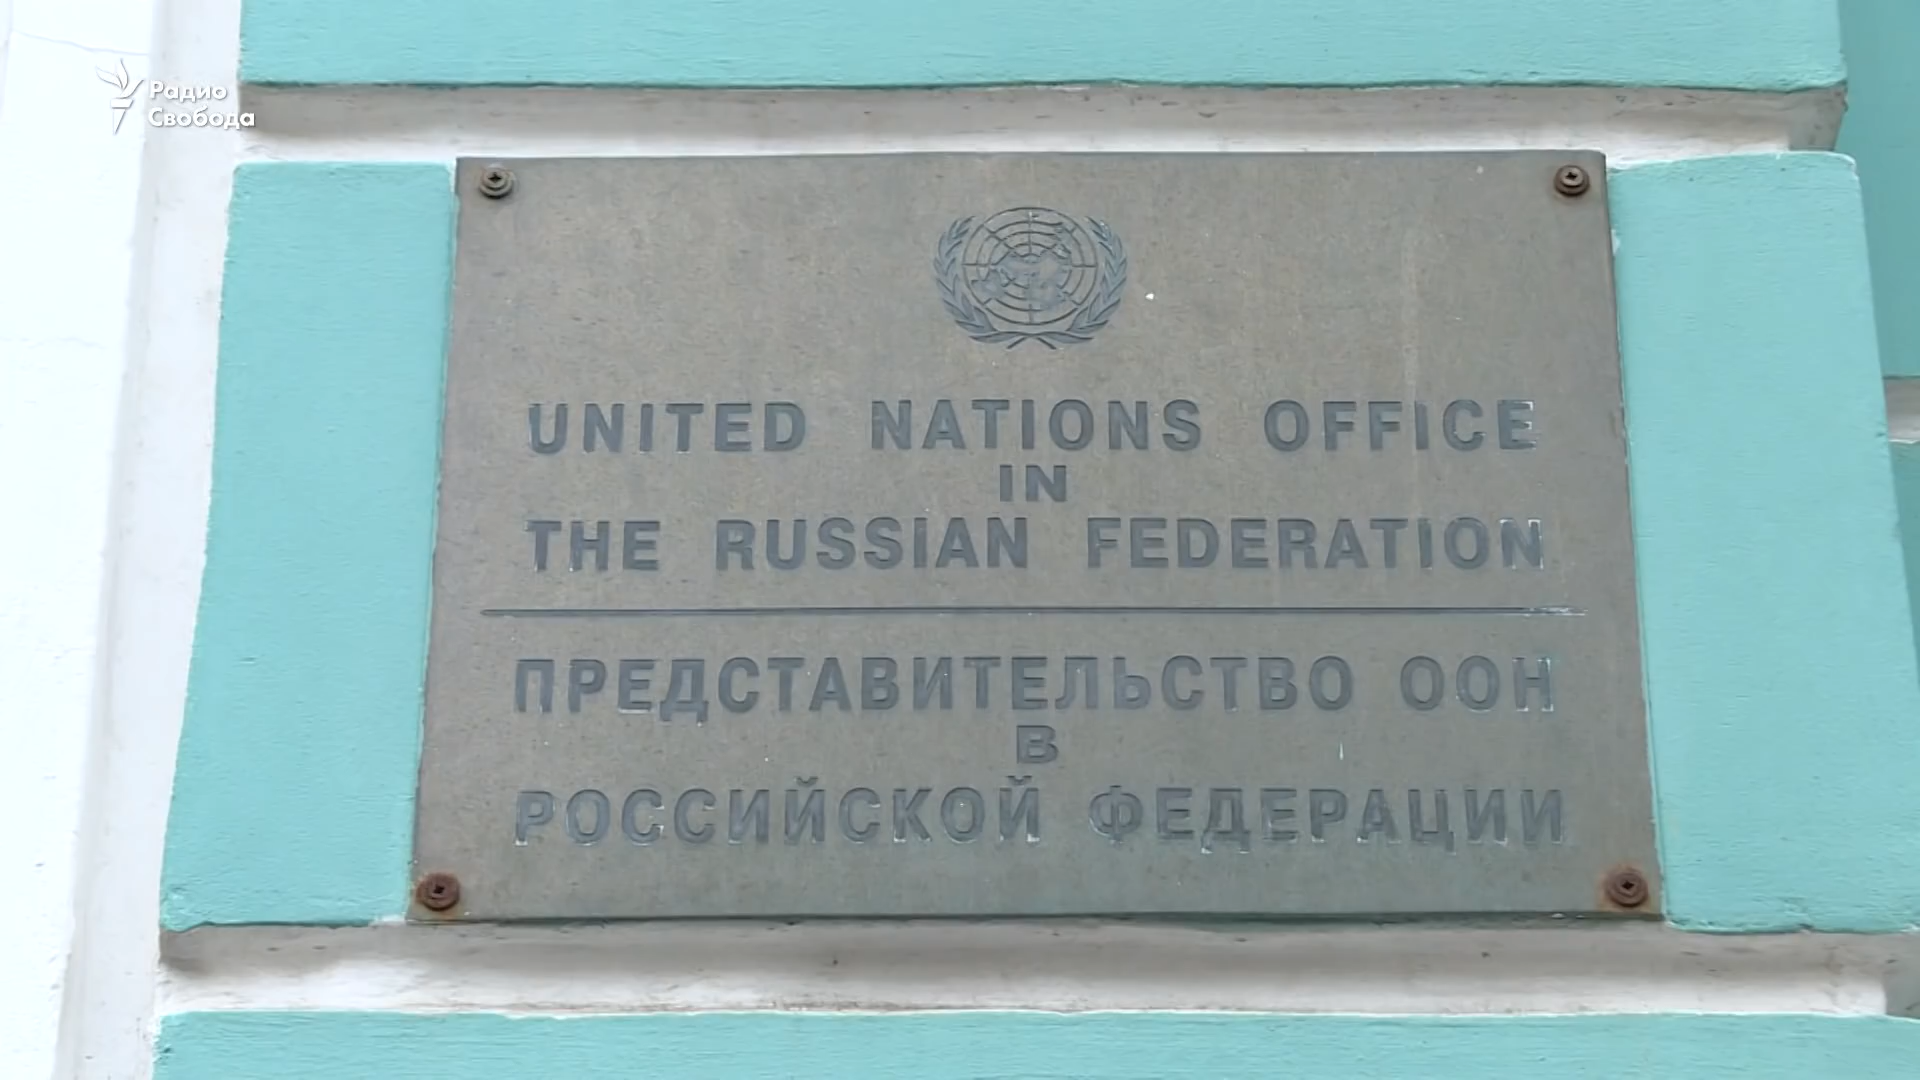 Радио
Свобода
UNITED NATIONS OFFICE
IN
THE RUSSIAN FEDERATION
ПРЕДСТАВИТЕЛЬСТВО ООН
В
РОССИЙСКОЙ ФЕДЕРАЦИИ